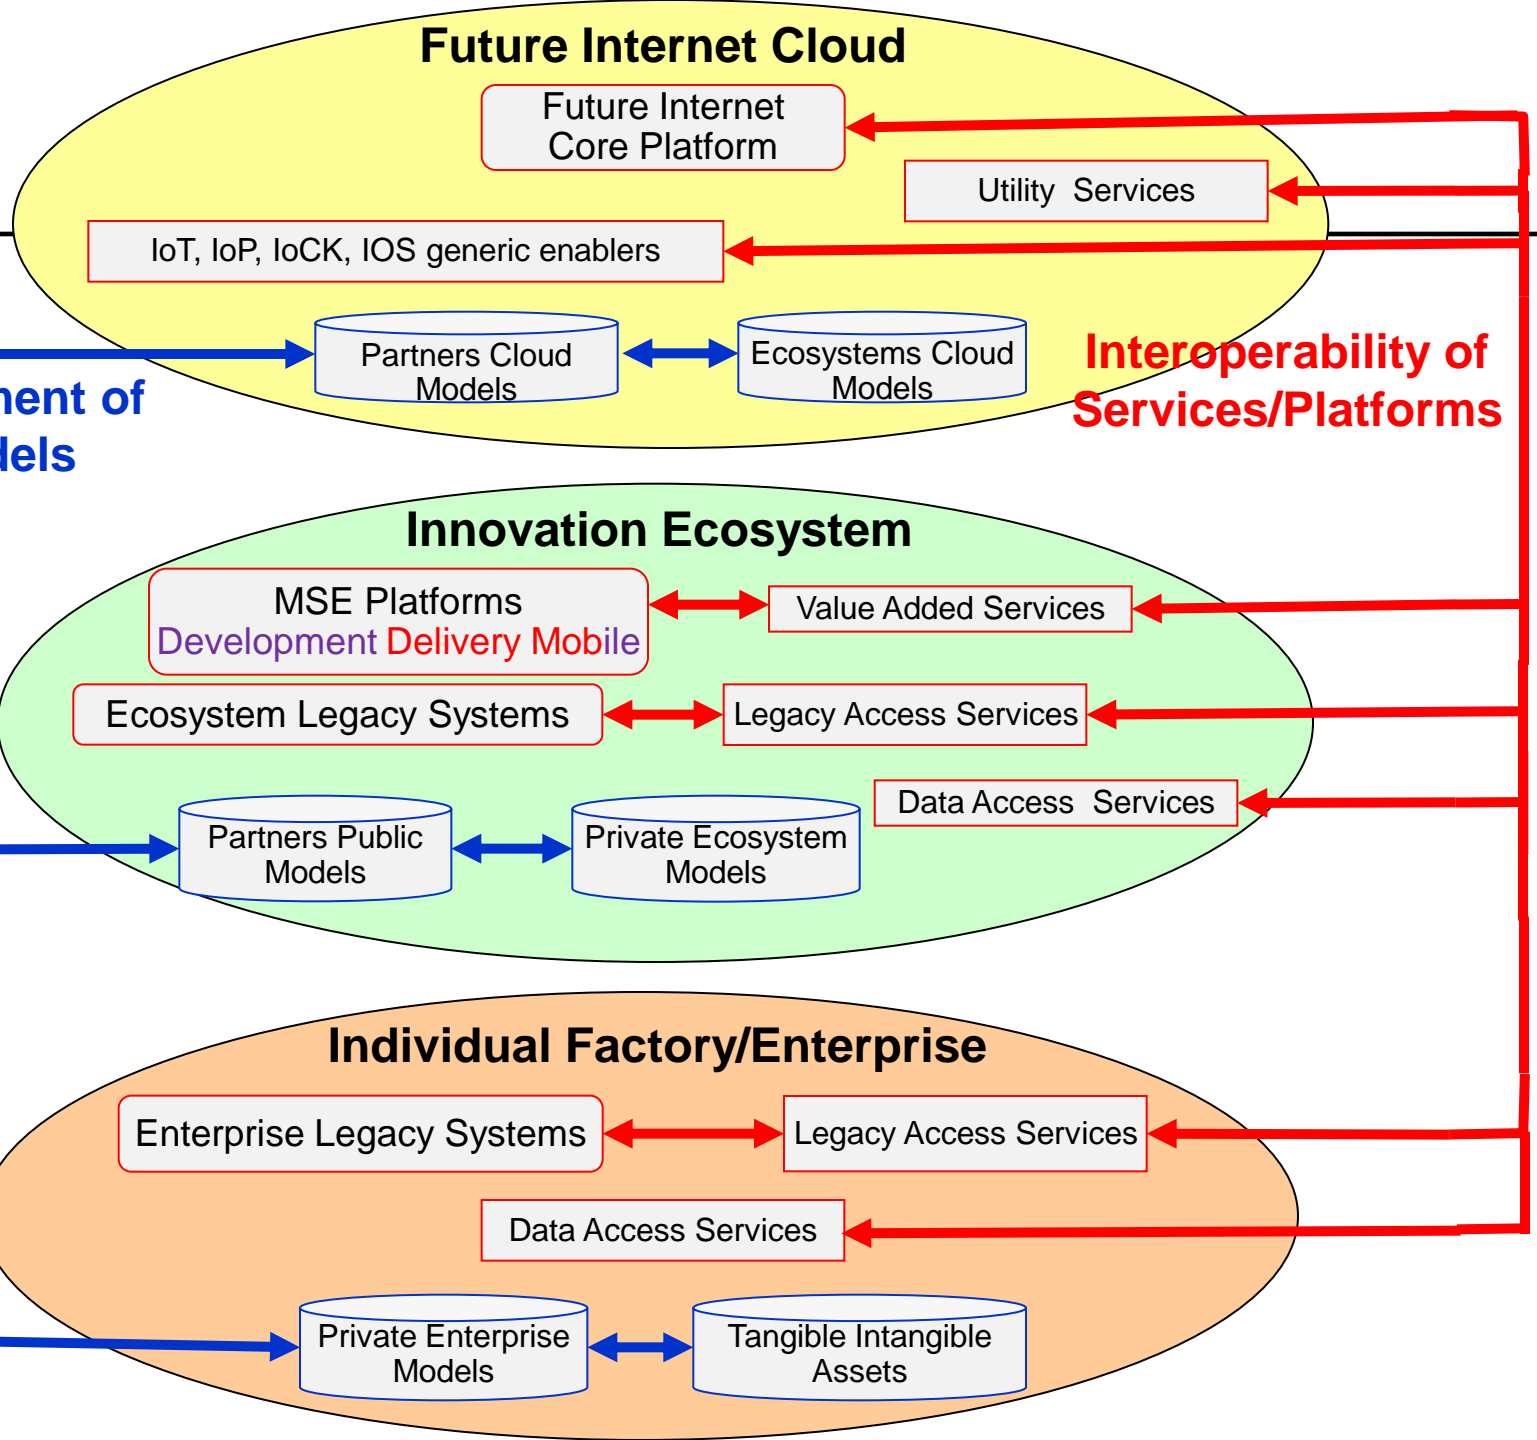 Future Internet Cloud
Future Internet
Core Platform
Utility Services
IoT, IoP, IoCK, IOS generic enablers
Partners Cloud
Models
Ecosystems Cloud
Models
Interoperability of
Services/Platforms
of
Innovation Ecosystem
MSE Platforms
Development Delivery Mobile
Value Added Services
Ecosystem Legacy Systems
Legacy Access Services
Data Access Services
Partners Public
Models
Private Ecosystem
Models
Individual Factory/Enterprise
Enterprise Legacy Systems
Legacy Access Services
Data Access Services
Private Enterprise
Models
Tangible Intangible
Assets